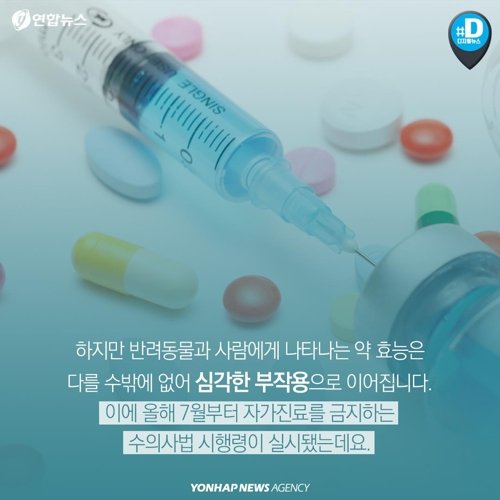 연합뉴스
#D
디지털뉴스
SINGLE
0
1
하지만 반려동물과 사람에게 나타나는 약 효능은
다를 수밖에 없어 심각한 부작용으로 이어집니다.
이에 올해 7월부터 자가진료를 금지하는
수의사법 시행령이 실시됐는데요.
YONHAP NEWS AGENCY